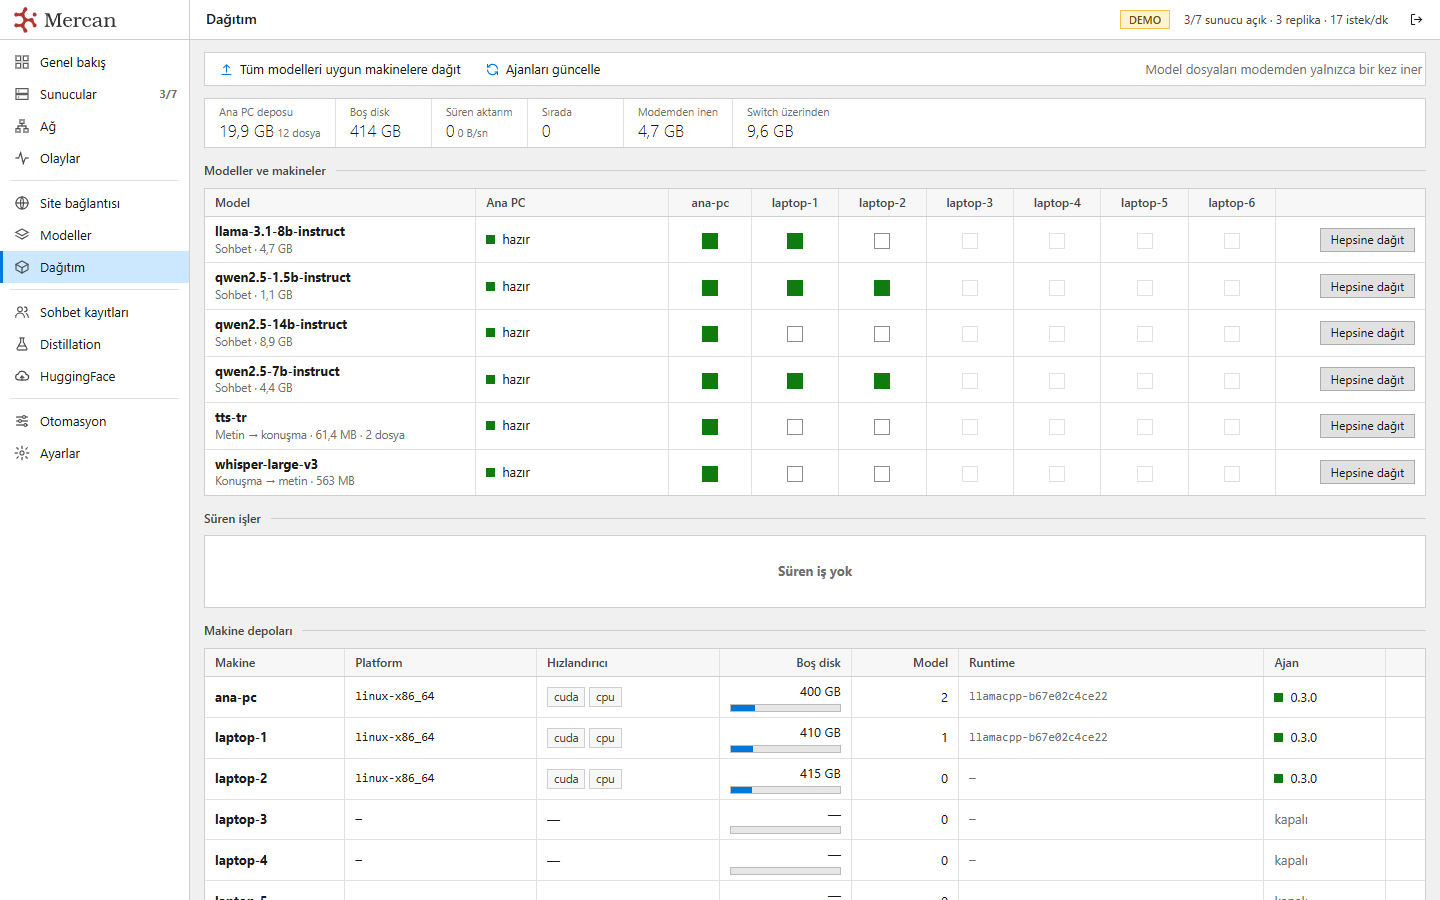 Mercan
Dağıtım
DEMO
3/7 sunucu açık · 3 replika · 17 istek/dk
Genel bakış
Sunucular 3/7
Ağ
Olaylar
Site bağlantısı
Modeller
Dağıtım
Sohbet kayıtları
Distillation
HuggingFace
Otomasyon
Ayarlar
Tüm modelleri uygun makinelere dağıt
Ajanları güncelle
Model dosyaları modemden yalnızca bir kez iner
Ana PC deposu
19,9 GB 12 dosya
Boş disk
414 GB
Süren aktarım
0 0 B/sn
Sırada
0
Modemden inen
4,7 GB
Switch üzerinden
9,6 GB
Modeller ve makineler
Model Ana PC ana-pc laptop-1 laptop-2 laptop-3 laptop-4 laptop-5 laptop-6
llama-3.1-8b-instruct
Sohbet · 4,7 GB
hazır
Hepsine dağıt
qwen2.5-1.5b-instruct
Sohbet · 1,1 GB
hazır
Hepsine dağıt
qwen2.5-14b-instruct
Sohbet · 8,9 GB
hazır
Hepsine dağıt
qwen2.5-7b-instruct
Sohbet · 4,4 GB
hazır
Hepsine dağıt
tts-tr
Metin → konuşma · 61,4 MB · 2 dosya
hazır
Hepsine dağıt
whisper-large-v3
Konuşma → metin · 563 MB
hazır
Hepsine dağıt
Süren işler
Süren iş yok
Makine depoları
Makine Platform Hızlandırıcı Boş disk Model Runtime Ajan
ana-pc linux-x86_64 cuda cpu 400 GB 2 llamacpp-b67e02c4ce22 0.3.0
laptop-1 linux-x86_64 cuda cpu 410 GB 1 llamacpp-b67e02c4ce22 0.3.0
laptop-2 linux-x86_64 cuda cpu 415 GB 0 – 0.3.0
laptop-3 – — — 0 – kapalı
laptop-4 – — — 0 – kapalı